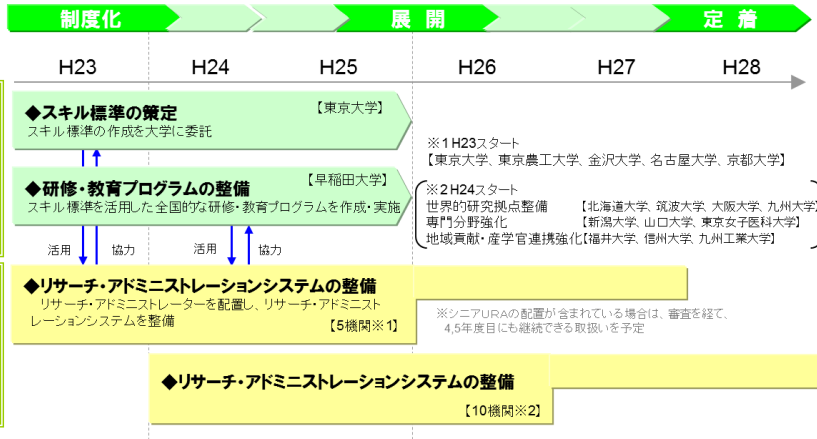 制度化 展開 定着
H23 H24 H25 H26 H27 H28
◆スキル標準の策定 【東京大学】
スキル標準の作成を大学に委託
※1 H23スタート
【東京大学、東京農工大学、金沢大学、名古屋大学、京都大学】
◆研修・教育プログラムの整備 【早稲田大学】
スキル標準を活用した全国的な研修・教育プログラムを作成・実施
※2 H24スタート
世界的研究拠点整備 【北海道大学、筑波大学、大阪大学、九州大学】
専門分野強化 【新潟大学、山口大学、東京女子医科大学】
地域貢献・産学官連携強化【福井大学、信州大学、九州工業大学】
活用 協力 活用 協力
◆リサーチ・アドミニストレーションシステムの整備
リサーチ・アドミニストレーターを配置し、リサーチ・アドミニスト
レーションシステムを整備
【5機関※1】
※シニアURAの配置が含まれている場合は、審査を経て、
4,5年度目にも継続できる取扱いを予定
◆リサーチ・アドミニストレーションシステムの整備
【10機関※2】